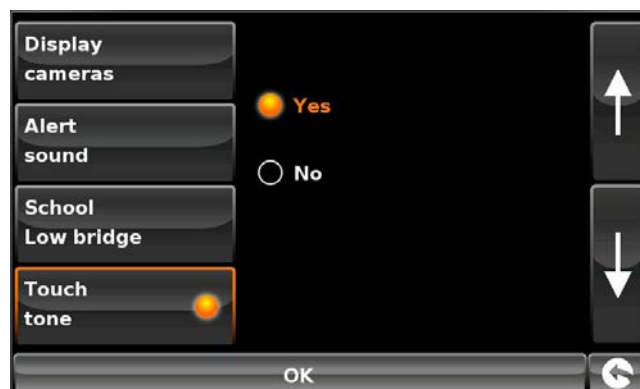 Display
cameras
Alert
sound
School
Low bridge
Touch
tone
Yes
No
OK